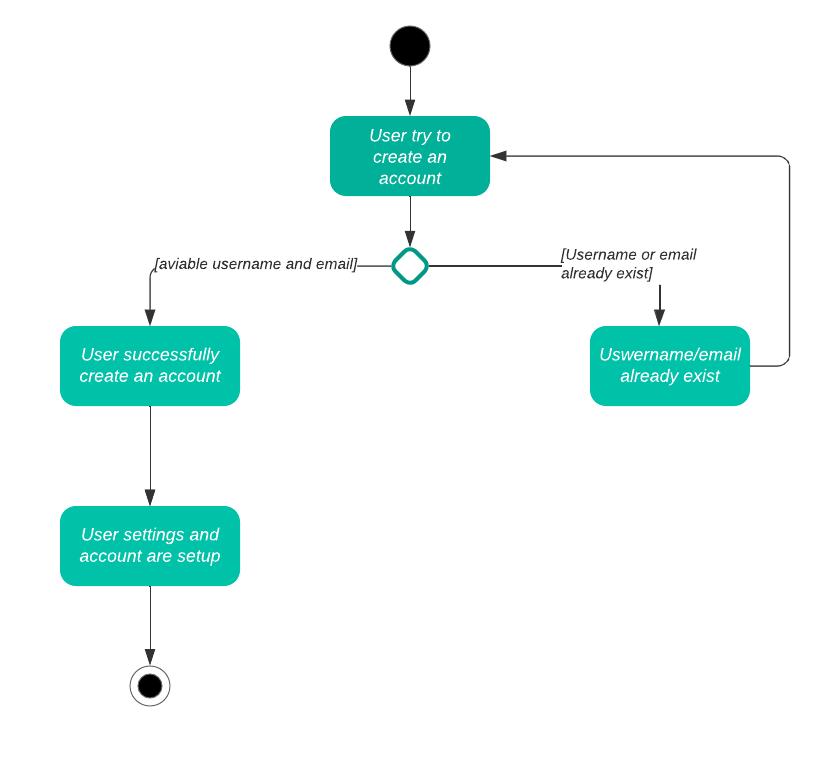 User try to
create an
account
[aviable username and email]
[Username or email
already exist]
User successfully
create an account
Uswername/email
already exist
User settings and
account are setup